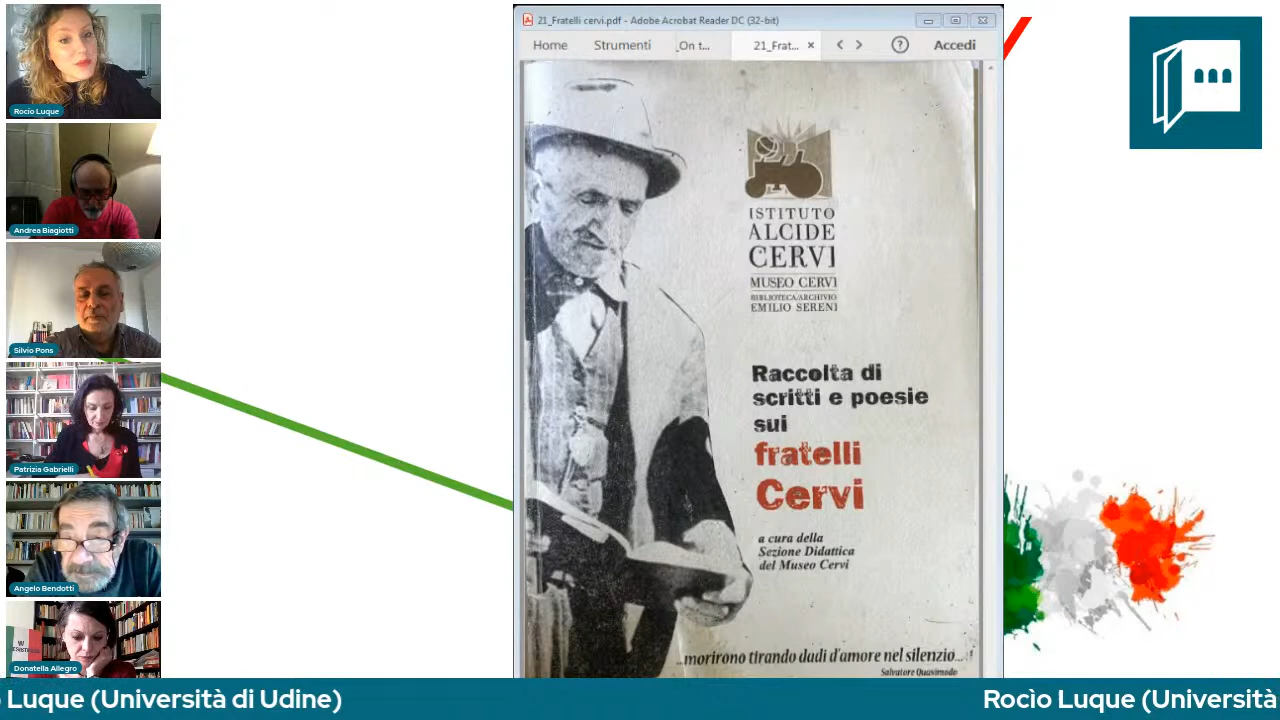 Rocìo Luque
Andrea Biagiotti
Silvio Pons
Patrizia Gabrielli
Angelo Bendotti
Donatella Allegro
W
21_Fratelli cervi.pdf - Adobe Acrobat Reader DC (32-bit)
Home Strumenti _On t... 21_Frat... × ? Accedi
ISTITUTO
ALCIDE
CERVI
MUSEO CERVI
BIBLIOTECA/ARCHIVIO
EMILIO SERENI
Raccolta di
scritti e poesie
sui
fratelli
Cervi
a cura della
Sezione Didattica
del Museo Cervi
...morirono tirando dadi d'amore nel silenzio...
Salvatore Quasimodo
o Luque (Università di Udine) Rocìo Luque (Università